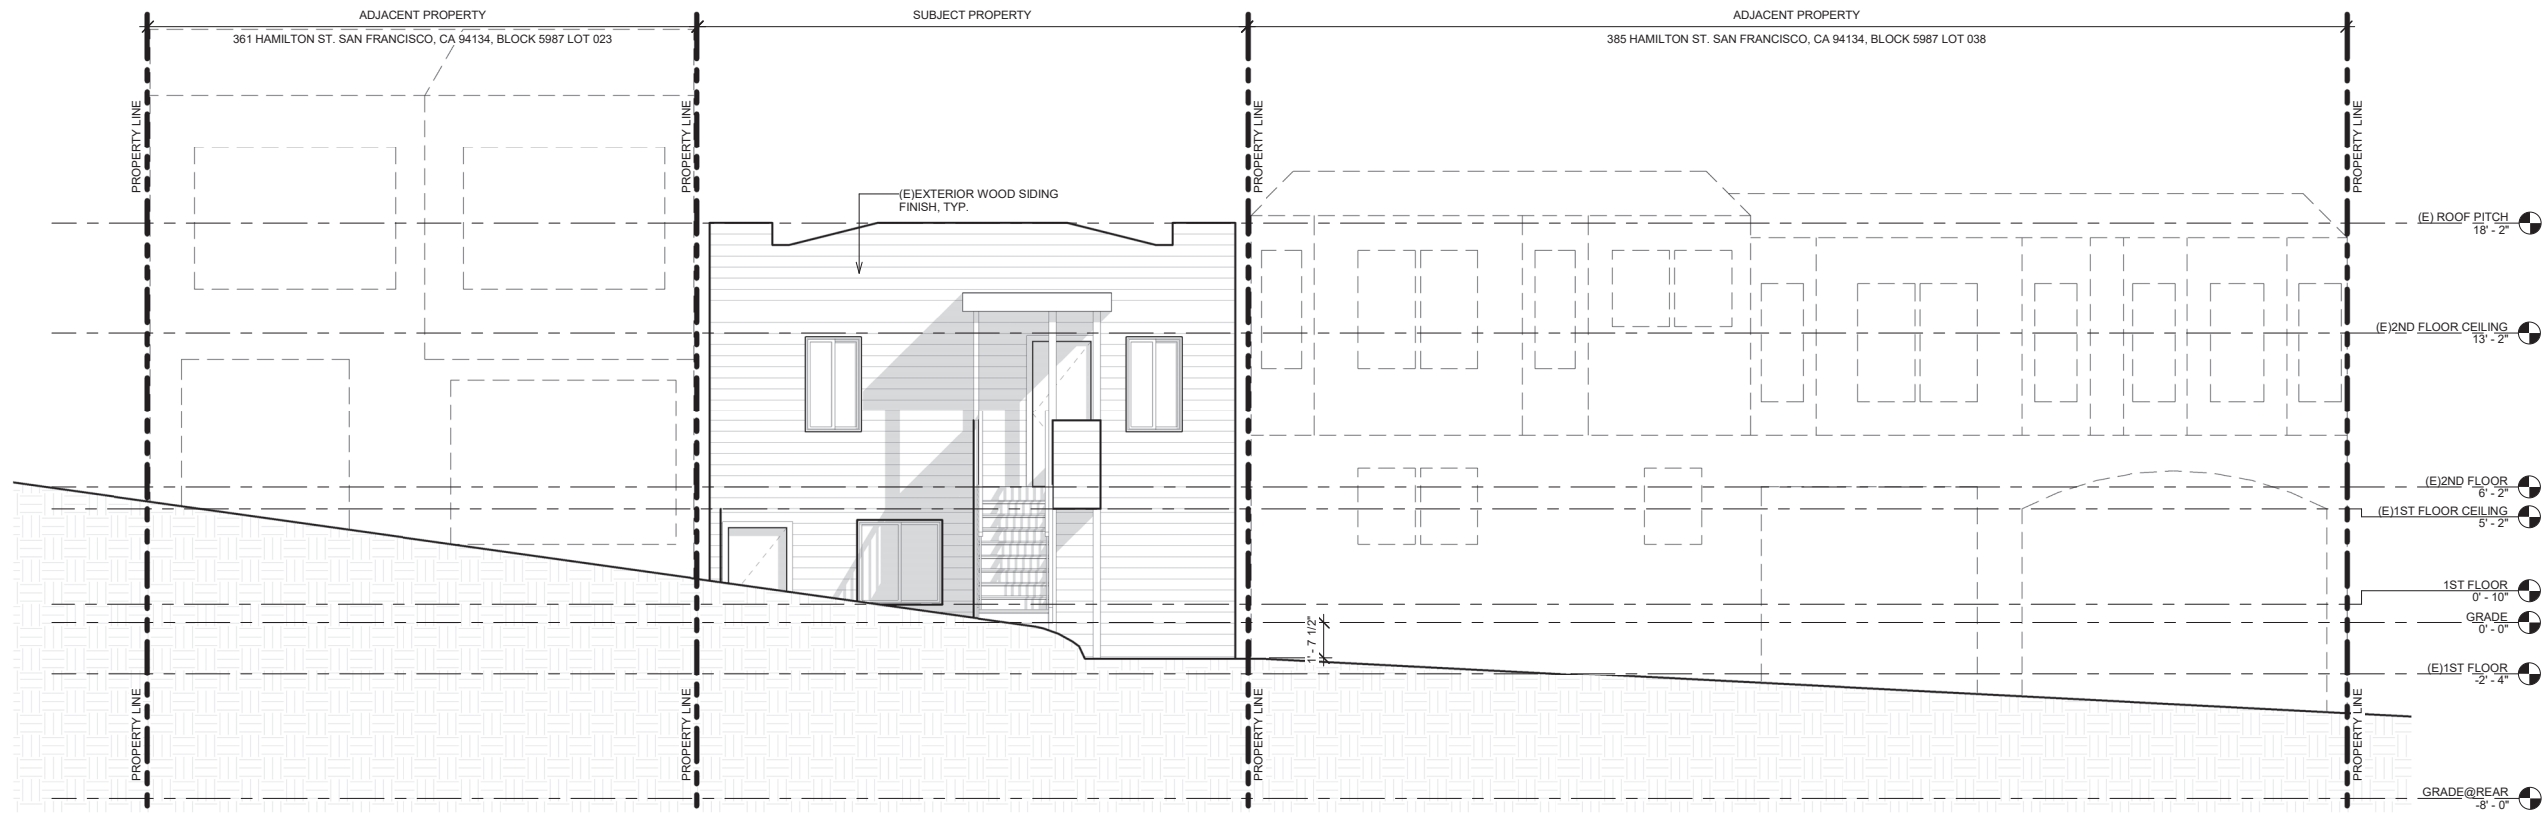 ADJACENT PROPERTY
SUBJECT PROPERTY
ADJACENT PROPERTY
361 HAMILTON ST. SAN FRANCISCO, CA 94134, BLOCK 5987 LOT 023
385 HAMILTON ST. SAN FRANCISCO, CA 94134, BLOCK 5987 LOT 038
PROPERTY LINE
PROPERTY LINE
PROPERTY LINE
PROPERTY LINE
(E)EXTERIOR WOOD SIDING
FINISH, TYP.
(E) ROOF PITCH
18' - 2"
(E)2ND FLOOR CEILING
13' - 2"
(E)2ND FLOOR
6' - 2"
(E)1ST FLOOR CEILING
5' - 2"
1ST FLOOR
0' - 10"
GRADE
0' - 0"
1' - 7 1/2"
(E)1ST FLOOR
-2' - 4"
PROPERTY LINE
PROPERTY LINE
PROPERTY LINE
PROPERTY LINE
GRADE@REAR
-8' - 0"